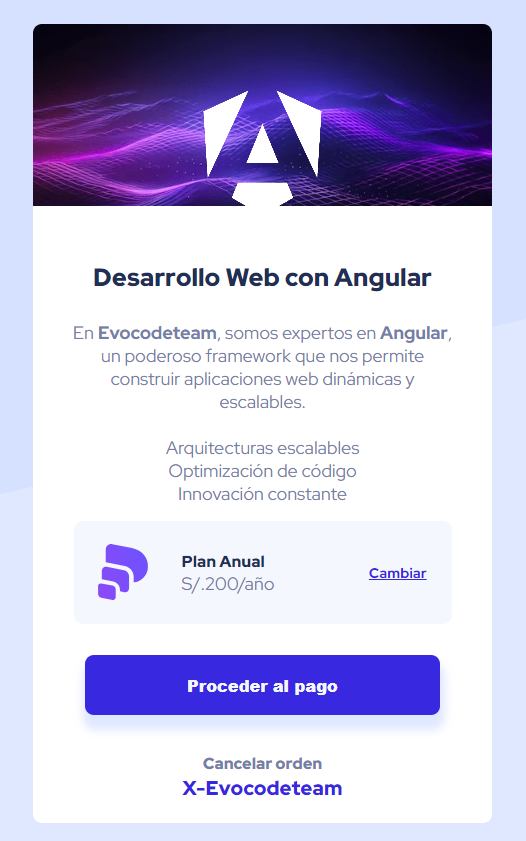 Desarrollo Web con Angular
En Evocodeteam, somos expertos en Angular,
un poderoso framework que nos permite
construir aplicaciones web dinámicas y
escalables.
Arquitecturas escalables
Optimización de código
Innovación constante
Plan Anual
S/.200/año
Cambiar
Proceder al pago
Cancelar orden
X-Evocodeteam